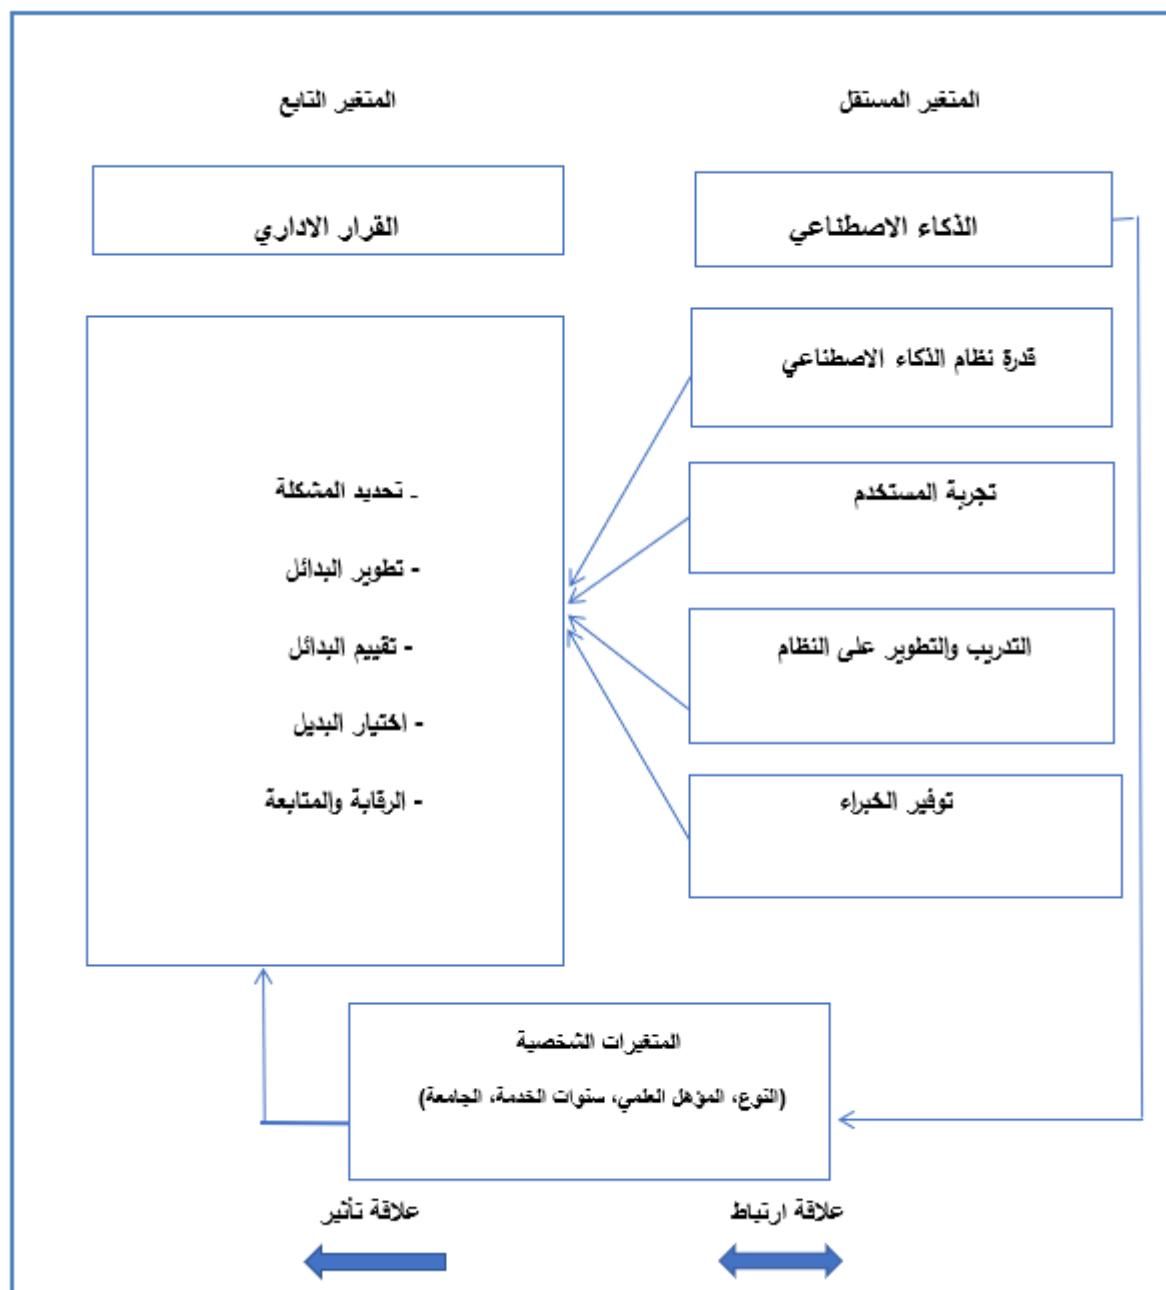 المتغير المستقل
المتغير التابع
الذكاء الاصطناعي
القرار الاداري
قدرة نظام الذكاء الاصطناعي
تجربة المستخدم
التدريب والتطوير على النظام
توفير الخبراء
- تحديد المشكلة
- تطوير البدائل
- تقييم البدائل
- اختيار البديل
- الرقابة والمتابعة
المتغيرات الشخصية
(النوع، المؤهل العلمي، سنوات الخدمة، الجامعة)
علاقة ارتباط
علاقة تأثير